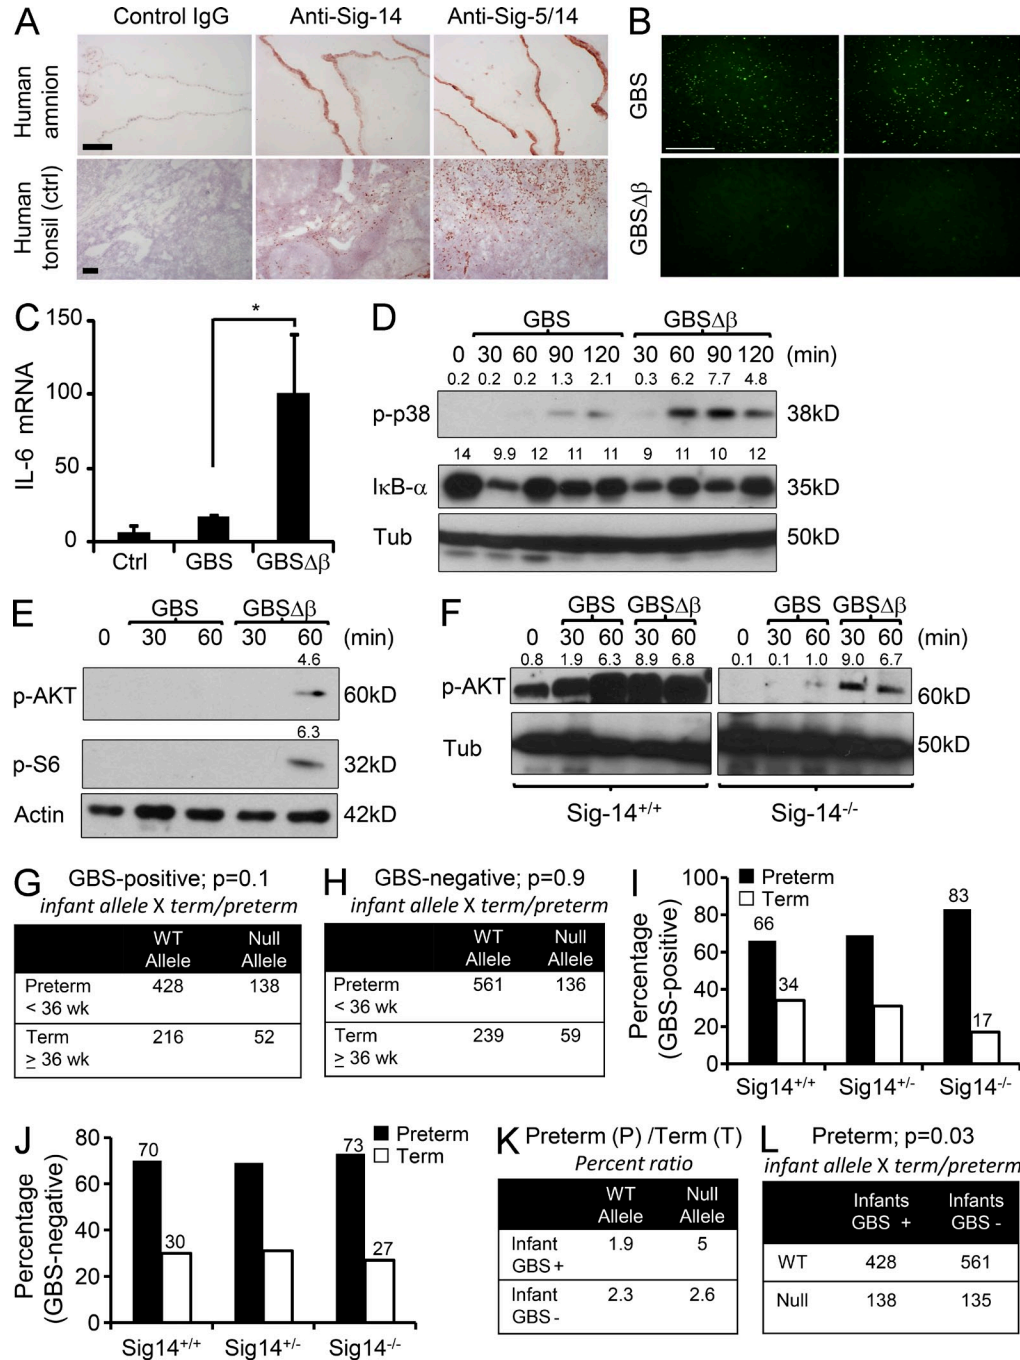 A
Control IgG Anti-Sig-14 Anti-Sig-5/14
Human
amnion
Human
tonsil (ctrl)
B
GBS
GBSΔβ
C
150
100
50
0
IL-6 mRNA
*
Ctrl GBS GBSΔβ
D
GBS GBSΔβ
0 30 60 90 120 30 60 90 120 (min)
0.2 0.2 0.2 1.3 2.1 0.3 6.2 7.7 4.8
p-p38 38kD
14 9.9 12 11 11 9 11 10 12
IκB-α 35kD
Tub 50kD
E
GBS GBSΔβ
0 30 60 30 60 (min)
4.6
p-AKT 60kD
6.3
p-S6 32kD
Actin 42kD
F
GBS GBSΔβ GBS GBSΔβ
0 30 60 30 60 0 30 60 30 60 (min)
0.8 1.9 6.3 8.9 6.8 0.1 0.1 1.0 9.0 6.7
p-AKT 60kD
Tub 50kD
Sig-14+/+ Sig-14-/-
G GBS-positive; p=0.1
infant allele X term/preterm
WT Null
Allele Allele
Preterm 428 138
< 36 wk
Term 216 52
≥ 36 wk
H GBS-negative; p=0.9
infant allele X term/preterm
WT Null
Allele Allele
Preterm 561 136
< 36 wk
Term 239 59
≥ 36 wk
I
Percentage
(GBS-positive)
100
80
60
40
20
0
Preterm
Term
66 34 83 17
Sig14+/+ Sig14+/- Sig14-/-
J
Percentage
(GBS-negative)
80
60
40
20
0
Preterm
Term
70 30 73 27
Sig14+/+ Sig14+/- Sig14-/-
K Preterm (P) /Term (T)
Percent ratio
WT Null
Allele Allele
Infant 1.9 5
GBS +
Infant 2.3 2.6
GBS -
L Preterm; p=0.03
infant allele X term/preterm
Infants Infants
GBS + GBS -
WT 428 561
Null 138 135